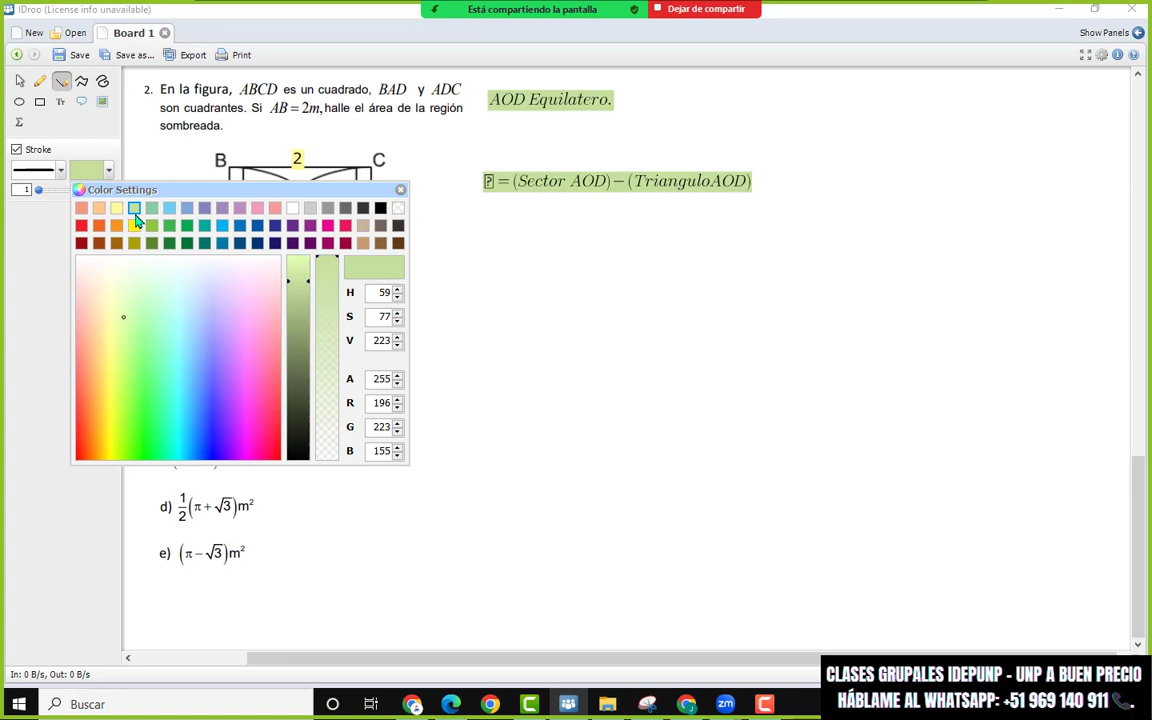 IDroo (License info unavailable)
Está compartiendo la pantalla
Dejar de compartir
New
Open
Board 1
Show Panels
Save
Save as...
Export
Print
Tr
Σ
Stroke
1
2. En la figura, ABCD es un cuadrado, BAD y ADC
son cuadrantes. Si AB = 2m, halle el área de la región
sombreada.
B 2 C
AOD Equilatero.
? = (Sector AOD) − (TrianguloAOD)
Color Settings
H 59
S 77
V 223
A 255
R 196
G 223
B 155
d) 1/2 (π + √3) m²
e) (π − √3) m²
In: 0 B/s, Out: 0 B/s
CLASES GRUPALES IDEPUNP - UNP A BUEN PRECIO
HÁBLAME AL WHATSAPP: +51 969 140 911
Buscar
zm